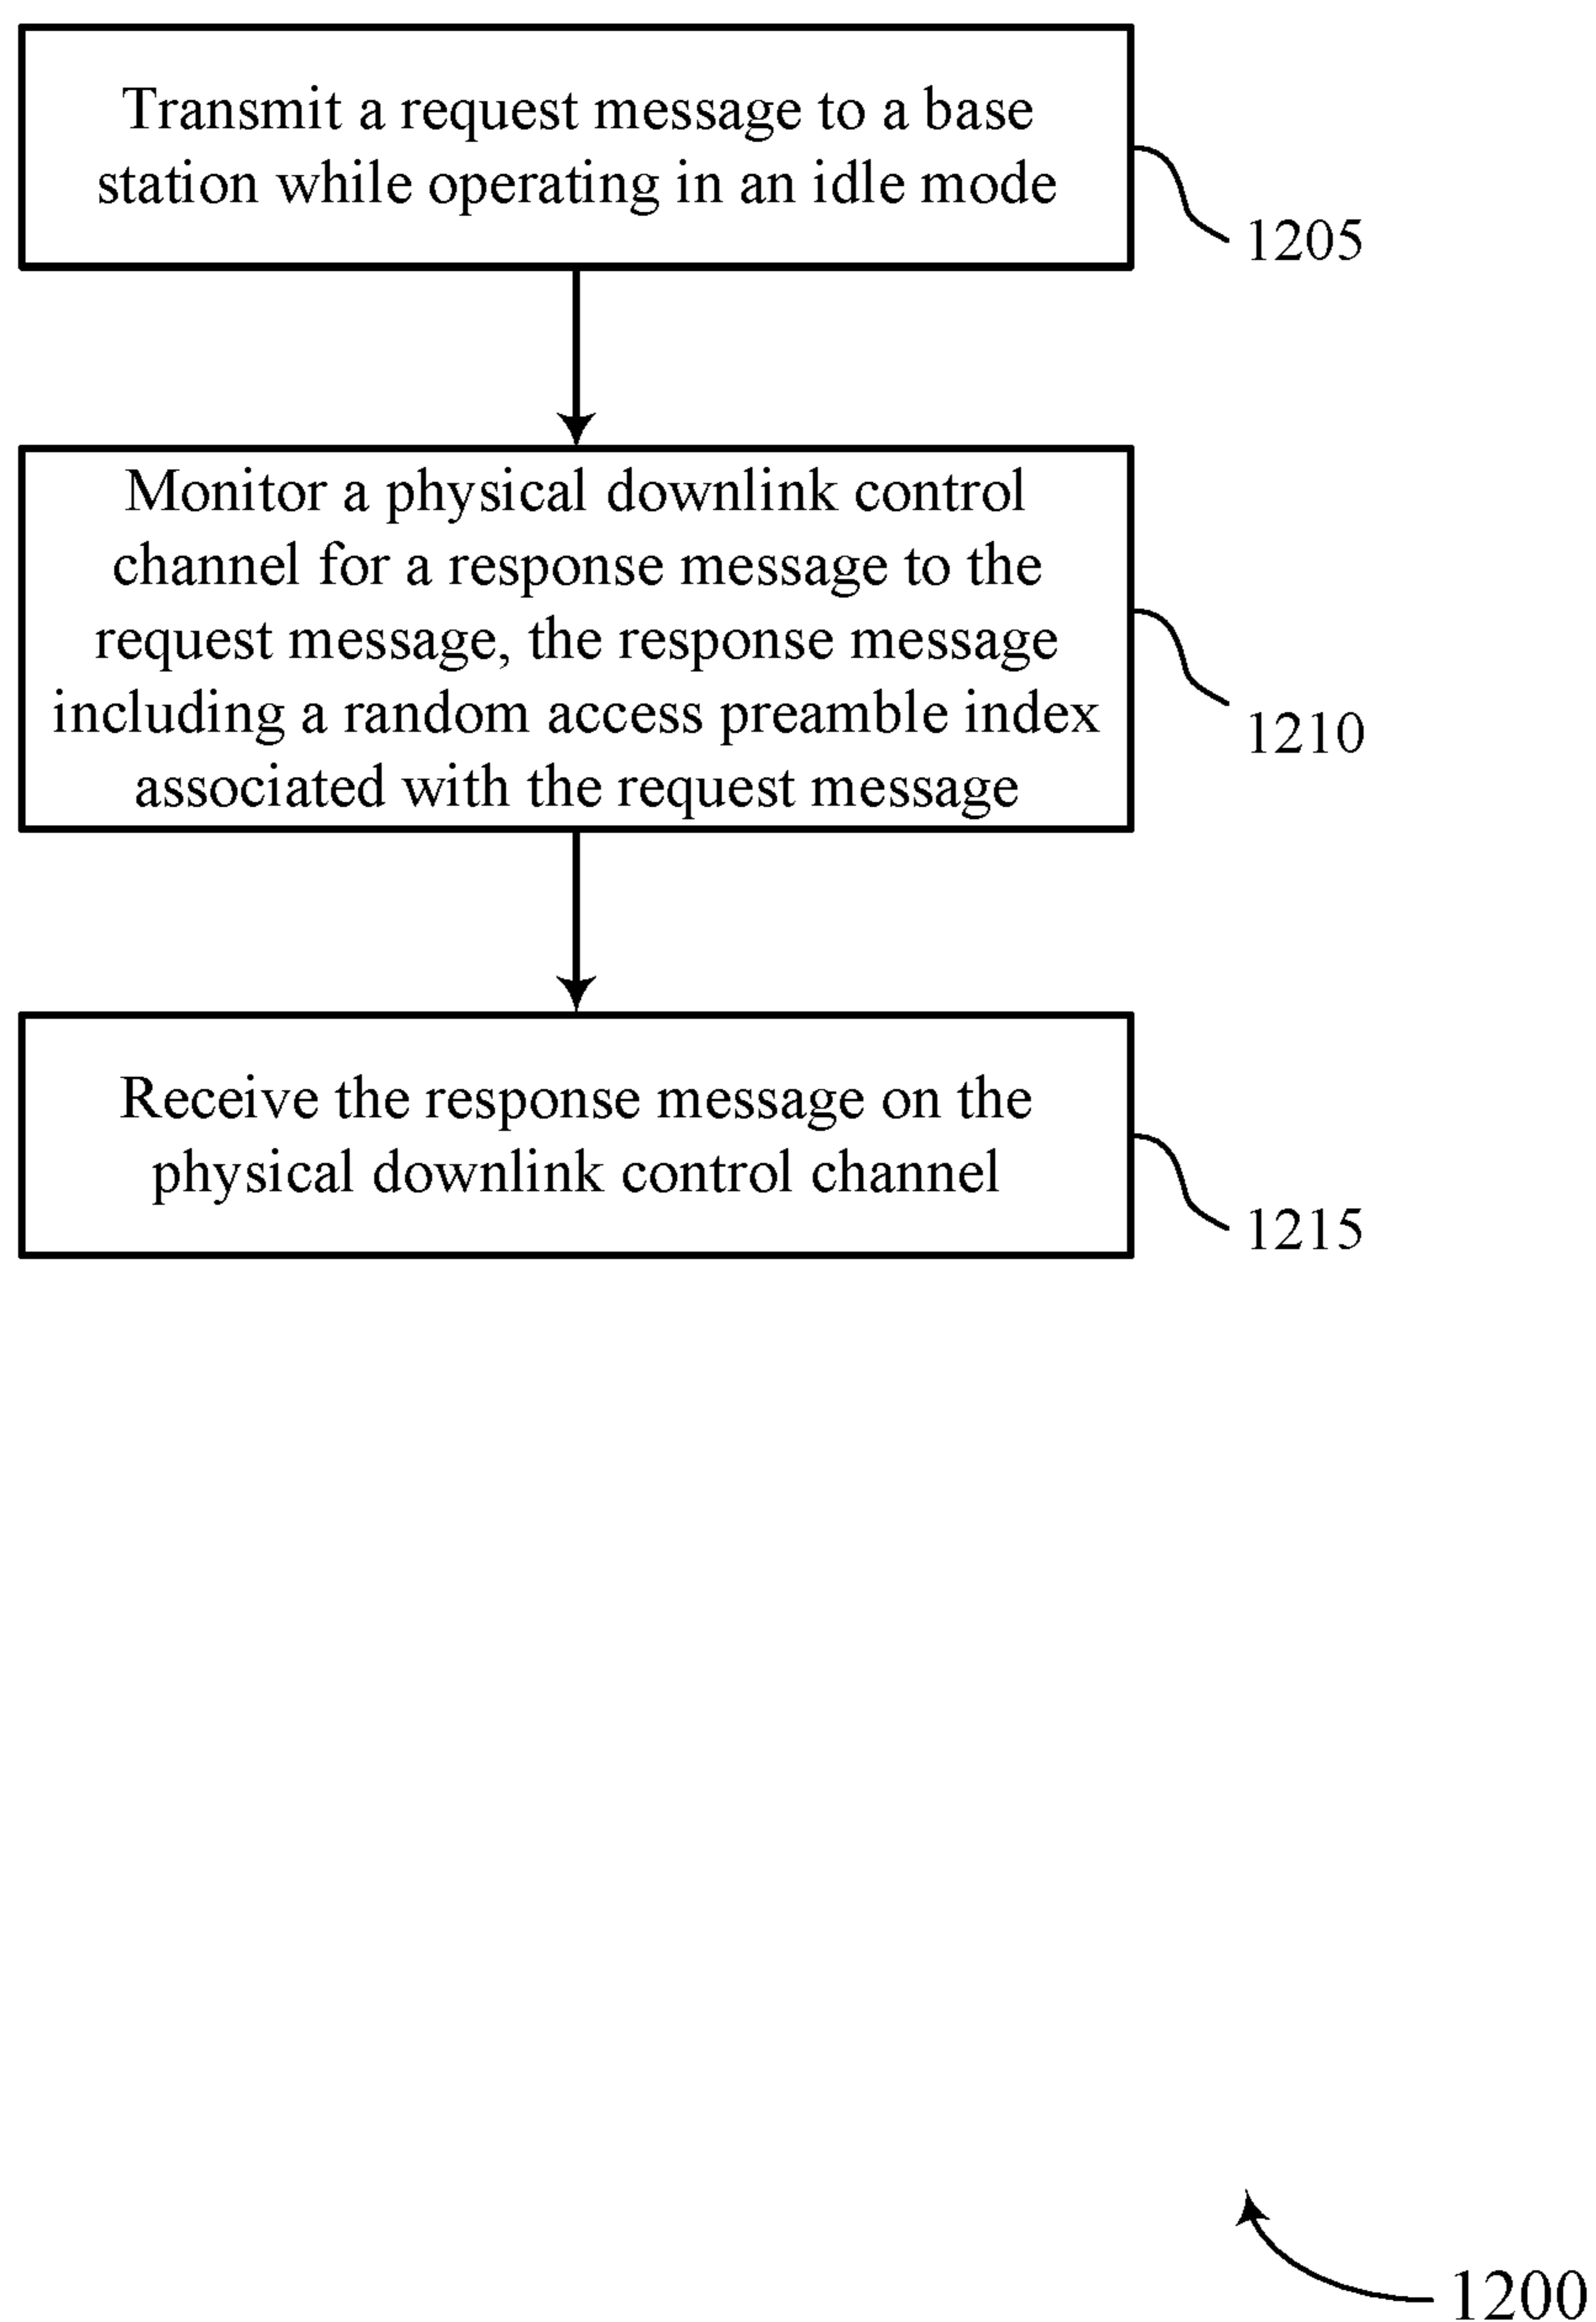 Transmit a request message to a base
station while operating in an idle mode
1205
Monitor a physical downlink control
channel for a response message to the
request message, the response message
including a random access preamble index
associated with the request message
1210
Receive the response message on the
physical downlink control channel
1215
1200